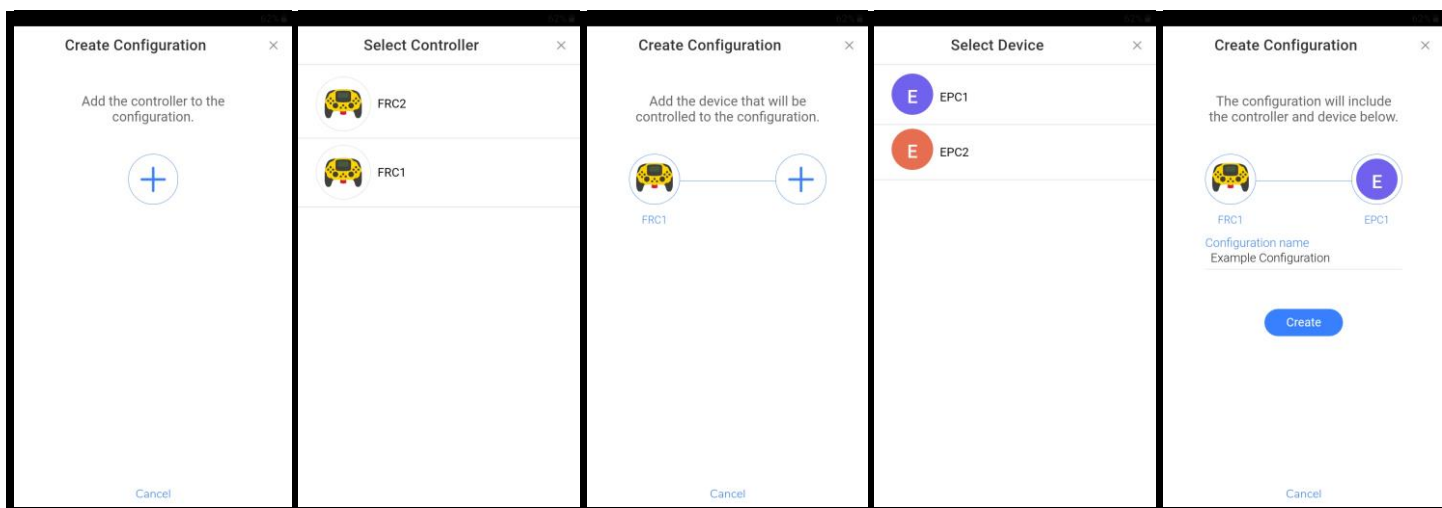 Create Configuration
Add the controller to the
configuration.
Cancel
Select Controller
FRC2
FRC1
Create Configuration
Add the device that will be
controlled to the configuration.
FRC1
Cancel
Select Device
E EPC1
E EPC2
Create Configuration
The configuration will include
the controller and device below.
E
FRC1 EPC1
Configuration name
Example Configuration
Create
Cancel